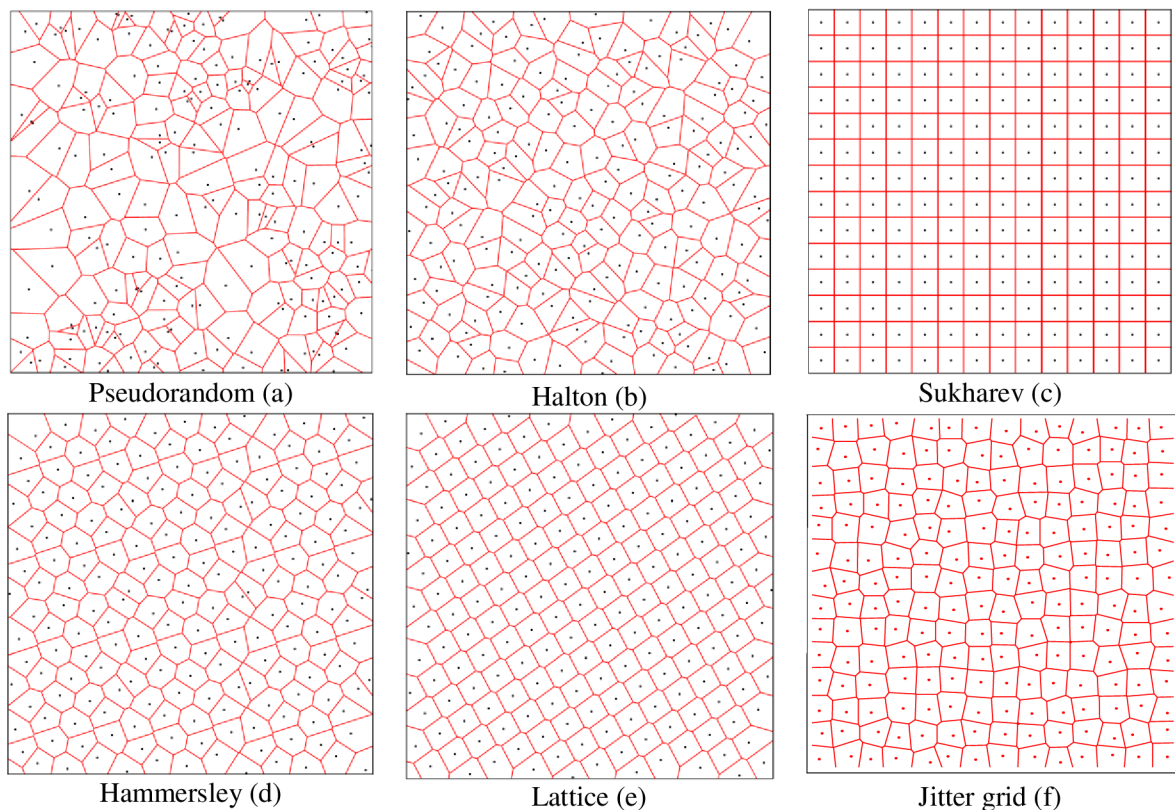 Pseudorandom (a)
Halton (b)
Sukharev (c)
Hammersley (d)
Lattice (e)
Jitter grid (f)